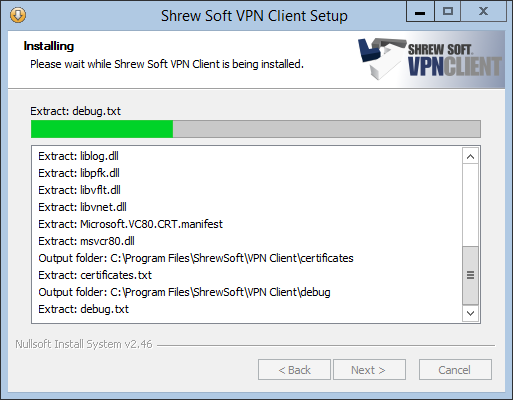 Shrew Soft VPN Client Setup
Installing
Please wait while Shrew Soft VPN Client is being installed.
SHREW SOFT
VPNCLIENT
Extract: debug.txt
Extract: liblog.dll
Extract: libpfk.dll
Extract: libvflt.dll
Extract: libvnet.dll
Extract: Microsoft.VC80.CRT.manifest
Extract: msvcr80.dll
Output folder: C:\Program Files\ShrewSoft\VPN Client\certificates
Extract: certificates.txt
Output folder: C:\Program Files\ShrewSoft\VPN Client\debug
Extract: debug.txt
Nullsoft Install System v2.46
< Back
Next >
Cancel